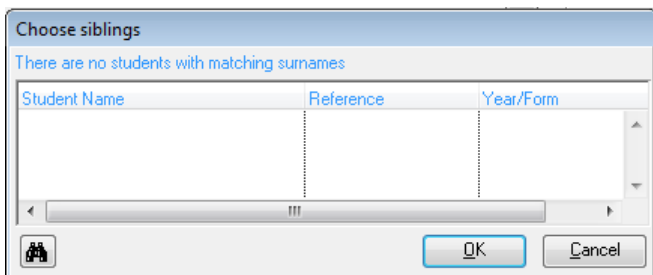 Choose siblings
There are no students with matching surnames
Student Name Reference Year/Form
OK Cancel